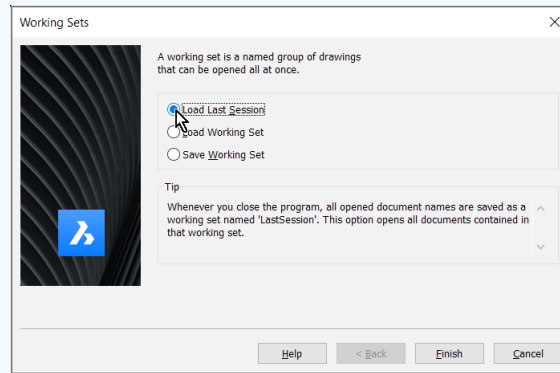 Working Sets
A working set is a named group of drawings
that can be opened all at once.
Load Last Session
Load Working Set
Save Working Set
Tip
Whenever you close the program, all opened document names are saved as a
working set named 'LastSession'. This option opens all documents contained in
that working set.
Help < Back Finish Cancel